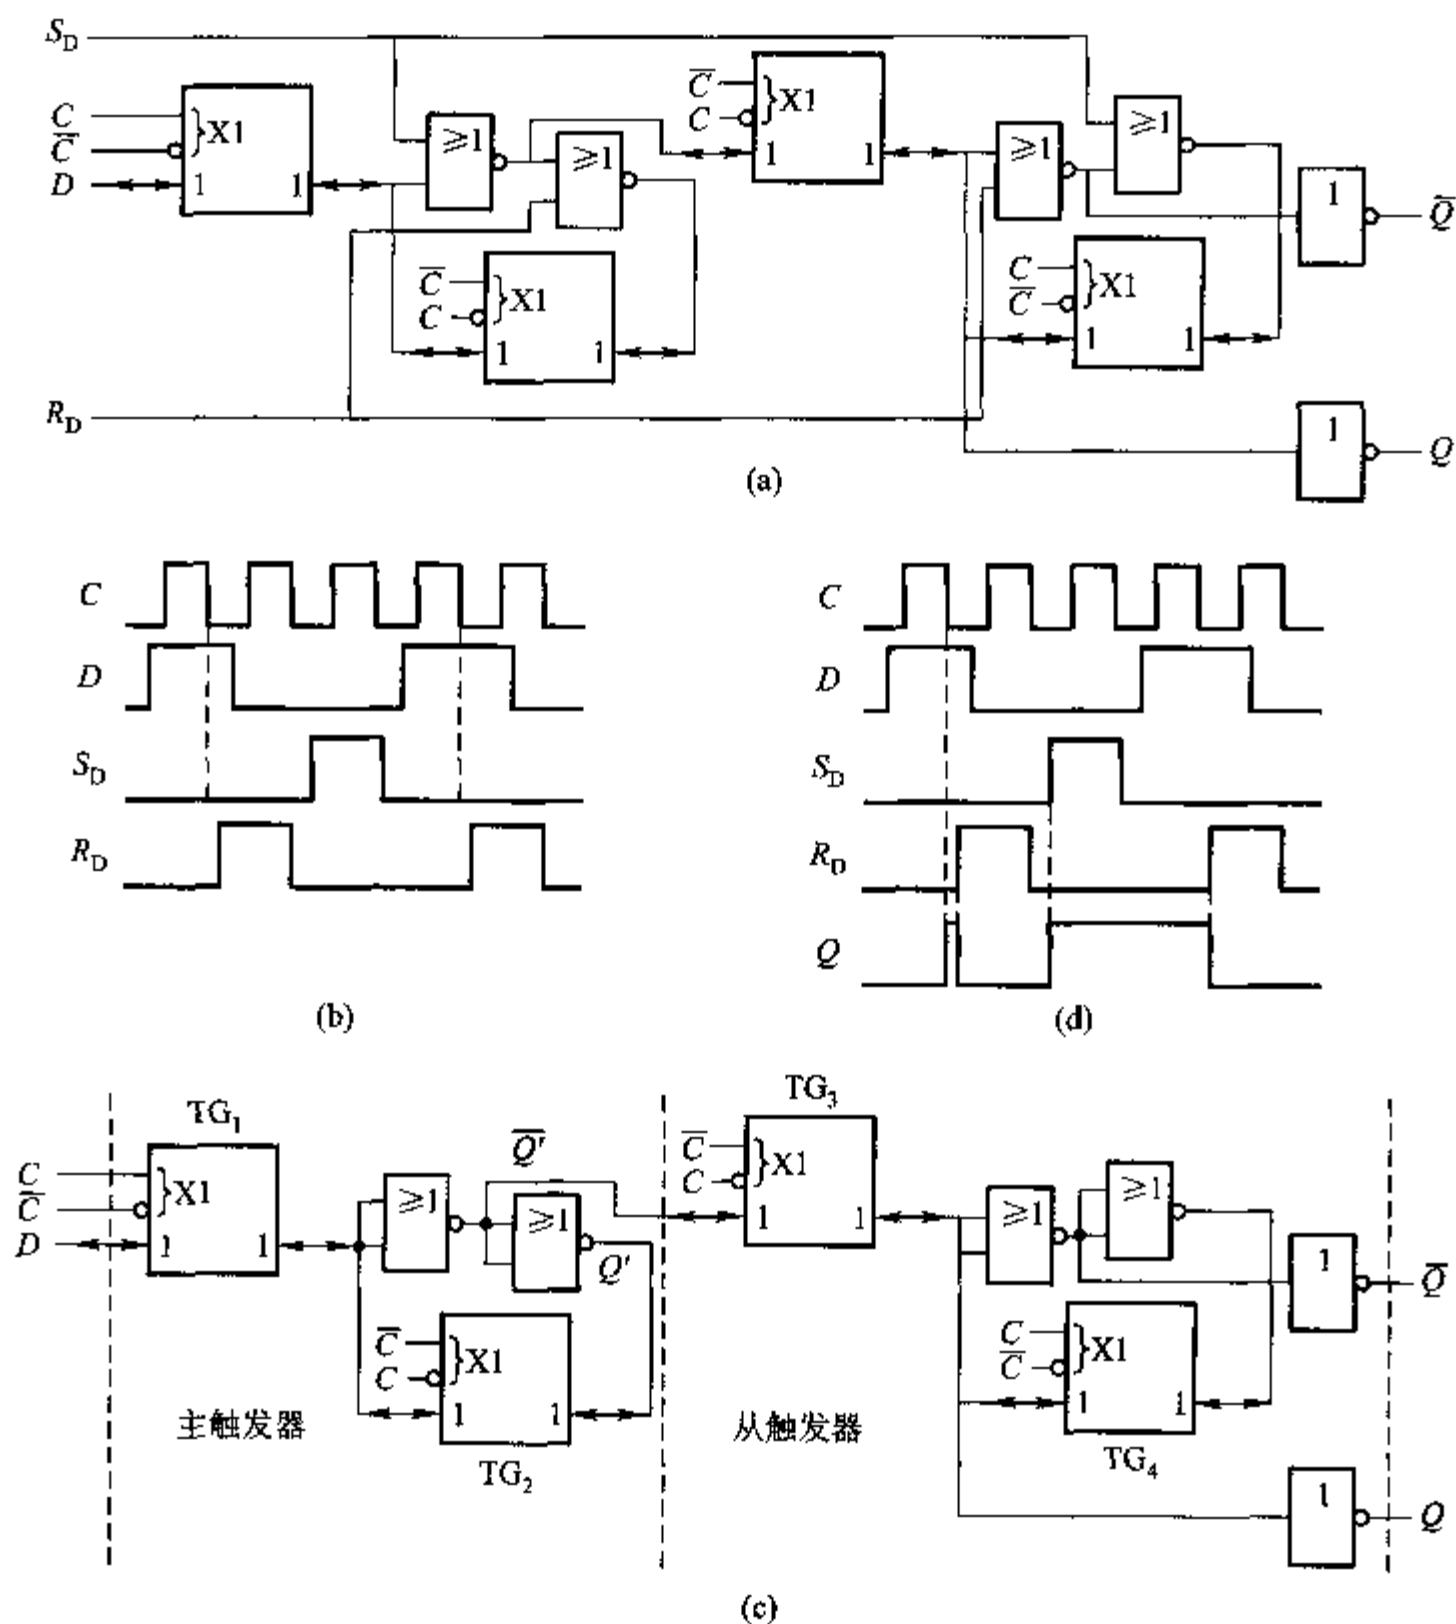 S_D
C
C̅
D
X1
1 1
≥1
≥1
C̅
C
X1
1 1
C̅
C
X1
1 1
≥1
≥1
C
C̅
X1
1 1
1
Q̅
R_D
1
Q
(a)
C
D
S_D
R_D
(b)
C
D
S_D
R_D
Q
(d)
TG₁
C
C̅
D
X1
1 1
≥1
Q̅'
≥1
Q'
C̅
C
X1
1 1
TG₂
主触发器
TG₃
C̅
C
X1
1 1
≥1
≥1
C
C̅
X1
1 1
TG₄
从触发器
1
Q̅
1
Q
(c)